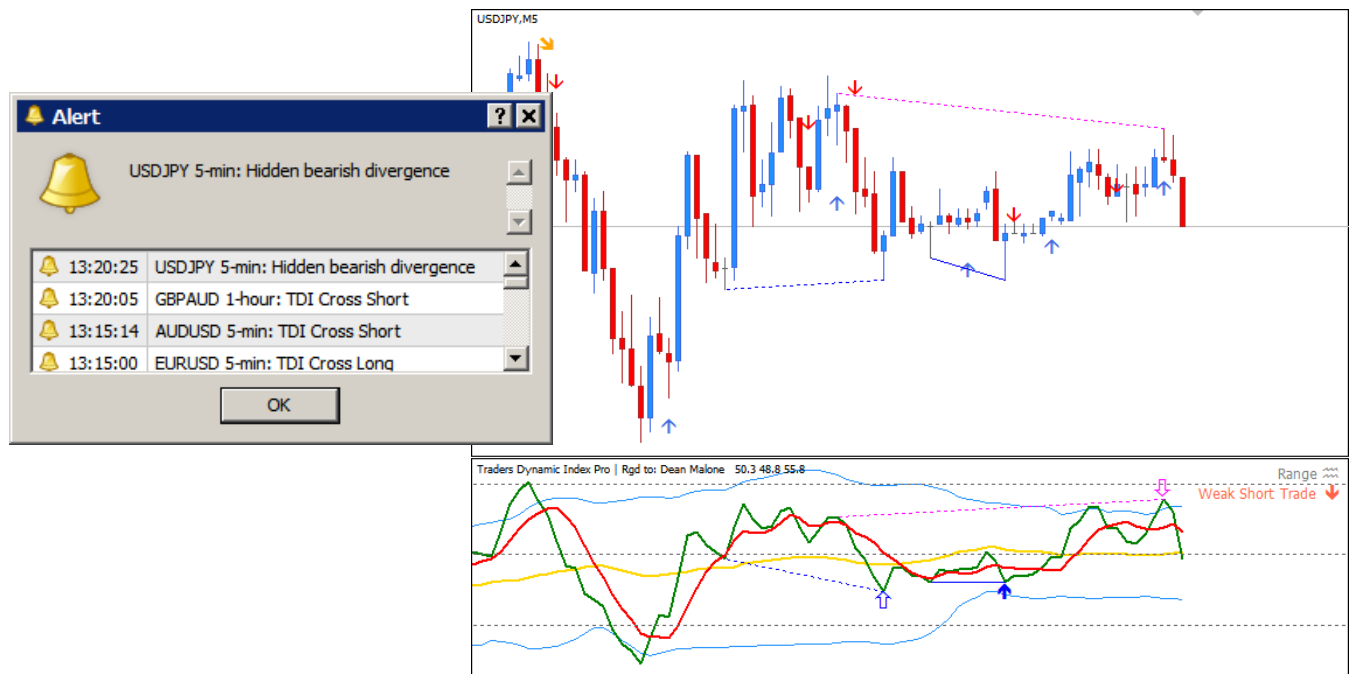 USDJPY,M5
Alert
USDJPY 5-min: Hidden bearish divergence
13:20:25 USDJPY 5-min: Hidden bearish divergence
13:20:05 GBPAUD 1-hour: TDI Cross Short
13:15:14 AUDUSD 5-min: TDI Cross Short
13:15:00 EURUSD 5-min: TDI Cross Long
OK
Traders Dynamic Index Pro | Rgd to: Dean Malone 50.3 48.8 55.8
Range
Weak Short Trade